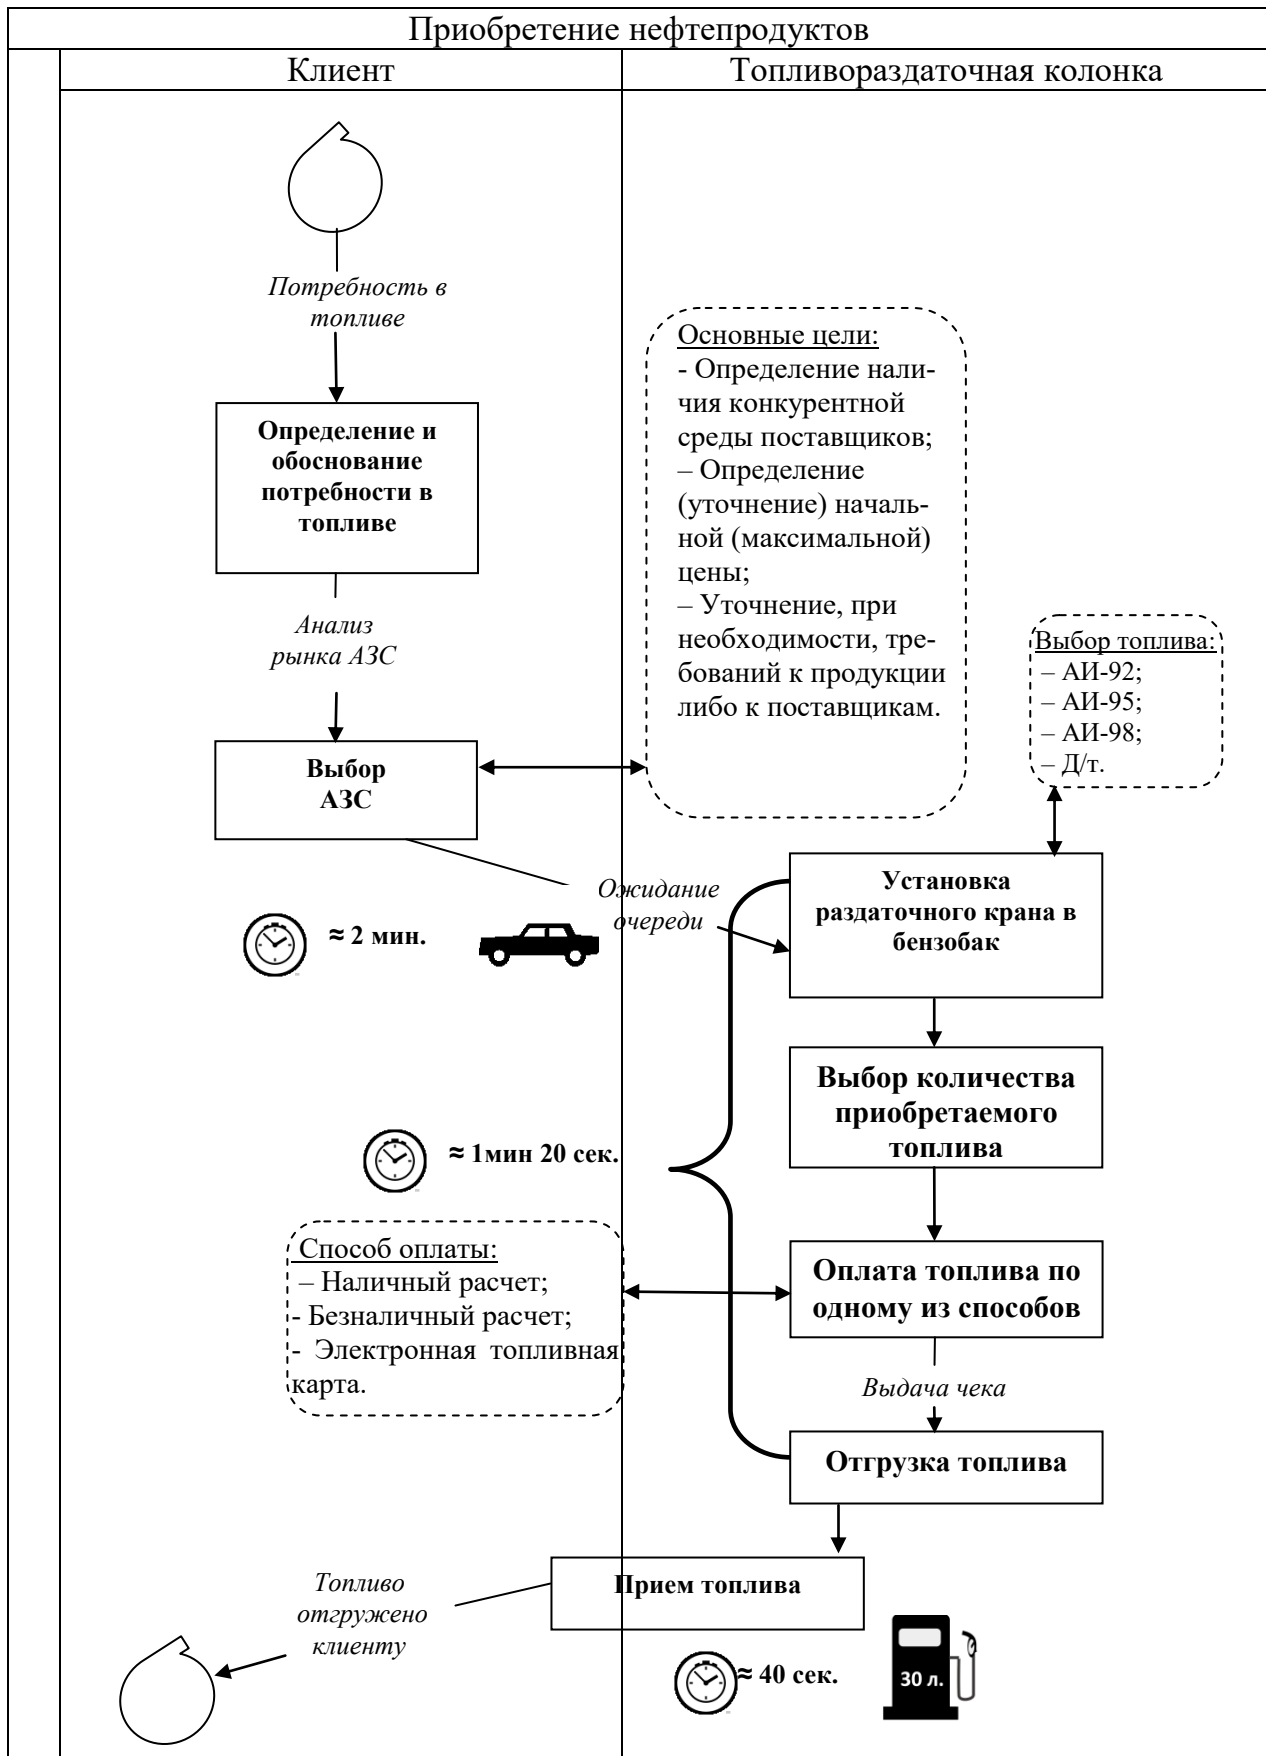 Приобретение нефтепродуктов
Клиент
Топливораздаточная колонка
Потребность в
топливе
Определение и
обоснование
потребности в
топливе
Анализ
рынка АЗС
Выбор
АЗС
Основные цели:
- Определение нали-
чия конкурентной
среды поставщиков;
– Определение
(уточнение) началь-
ной (максимальной)
цены;
– Уточнение, при
необходимости, тре-
бований к продукции
либо к поставщикам.
Выбор топлива:
– АИ-92;
– АИ-95;
– АИ-98;
– Д/т.
Ожидание
очереди
≈ 2 мин.
Установка
раздаточного крана в
бензобак
Выбор количества
приобретаемого
топлива
≈ 1мин 20 сек.
Способ оплаты:
– Наличный расчет;
- Безналичный расчет;
- Электронная топливная
карта.
Оплата топлива по
одному из способов
Выдача чека
Отгрузка топлива
Прием топлива
Топливо
отгружено
клиенту
≈ 40 сек.
30 л.